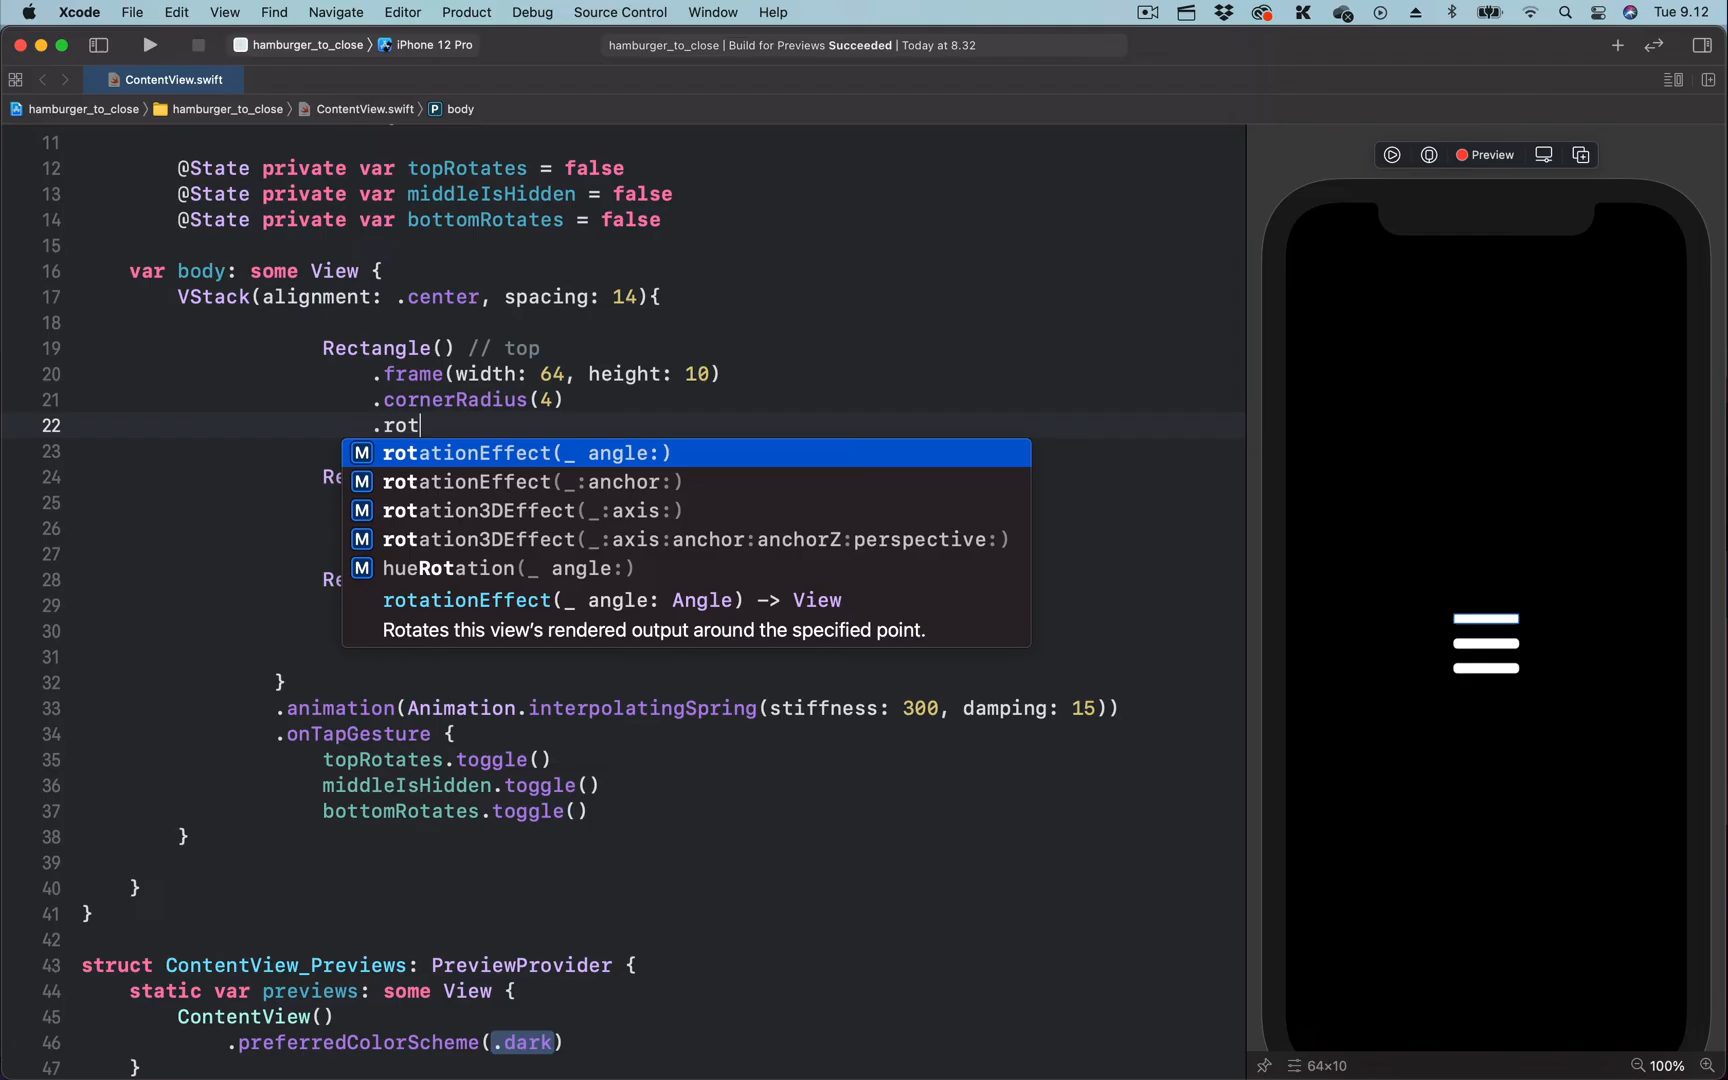 Xcode File Edit View Find Navigate Editor Product Debug Source Control Window Help Tue 9.12
hamburger_to_close 〉 iPhone 12 Pro
hamburger_to_close | Build for Previews Succeeded | Today at 8.32
ContentView.swift
hamburger_to_close 〉 hamburger_to_close 〉 ContentView.swift 〉 P body
11
12 @State private var topRotates = false
13 @State private var middleIsHidden = false
14 @State private var bottomRotates = false
15
16 var body: some View {
17 VStack(alignment: .center, spacing: 14){
18
19 Rectangle() // top
20 .frame(width: 64, height: 10)
21 .cornerRadius(4)
22 .rot
23
24 Re
25
26
27
28 Re
29
30
31
M rotationEffect(_ angle:)
M rotationEffect(_:anchor:)
M rotation3DEffect(_:axis:)
M rotation3DEffect(_:axis:anchor:anchorZ:perspective:)
M hueRotation(_ angle:)
rotationEffect(_ angle: Angle) -> View
Rotates this view's rendered output around the specified point.
32 }
33 .animation(Animation.interpolatingSpring(stiffness: 300, damping: 15))
34 .onTapGesture {
35 topRotates.toggle()
36 middleIsHidden.toggle()
37 bottomRotates.toggle()
38 }
39
40 }
41 }
42
43 struct ContentView_Previews: PreviewProvider {
44 static var previews: some View {
45 ContentView()
46 .preferredColorScheme(.dark)
47 }
Preview
64×10
100%